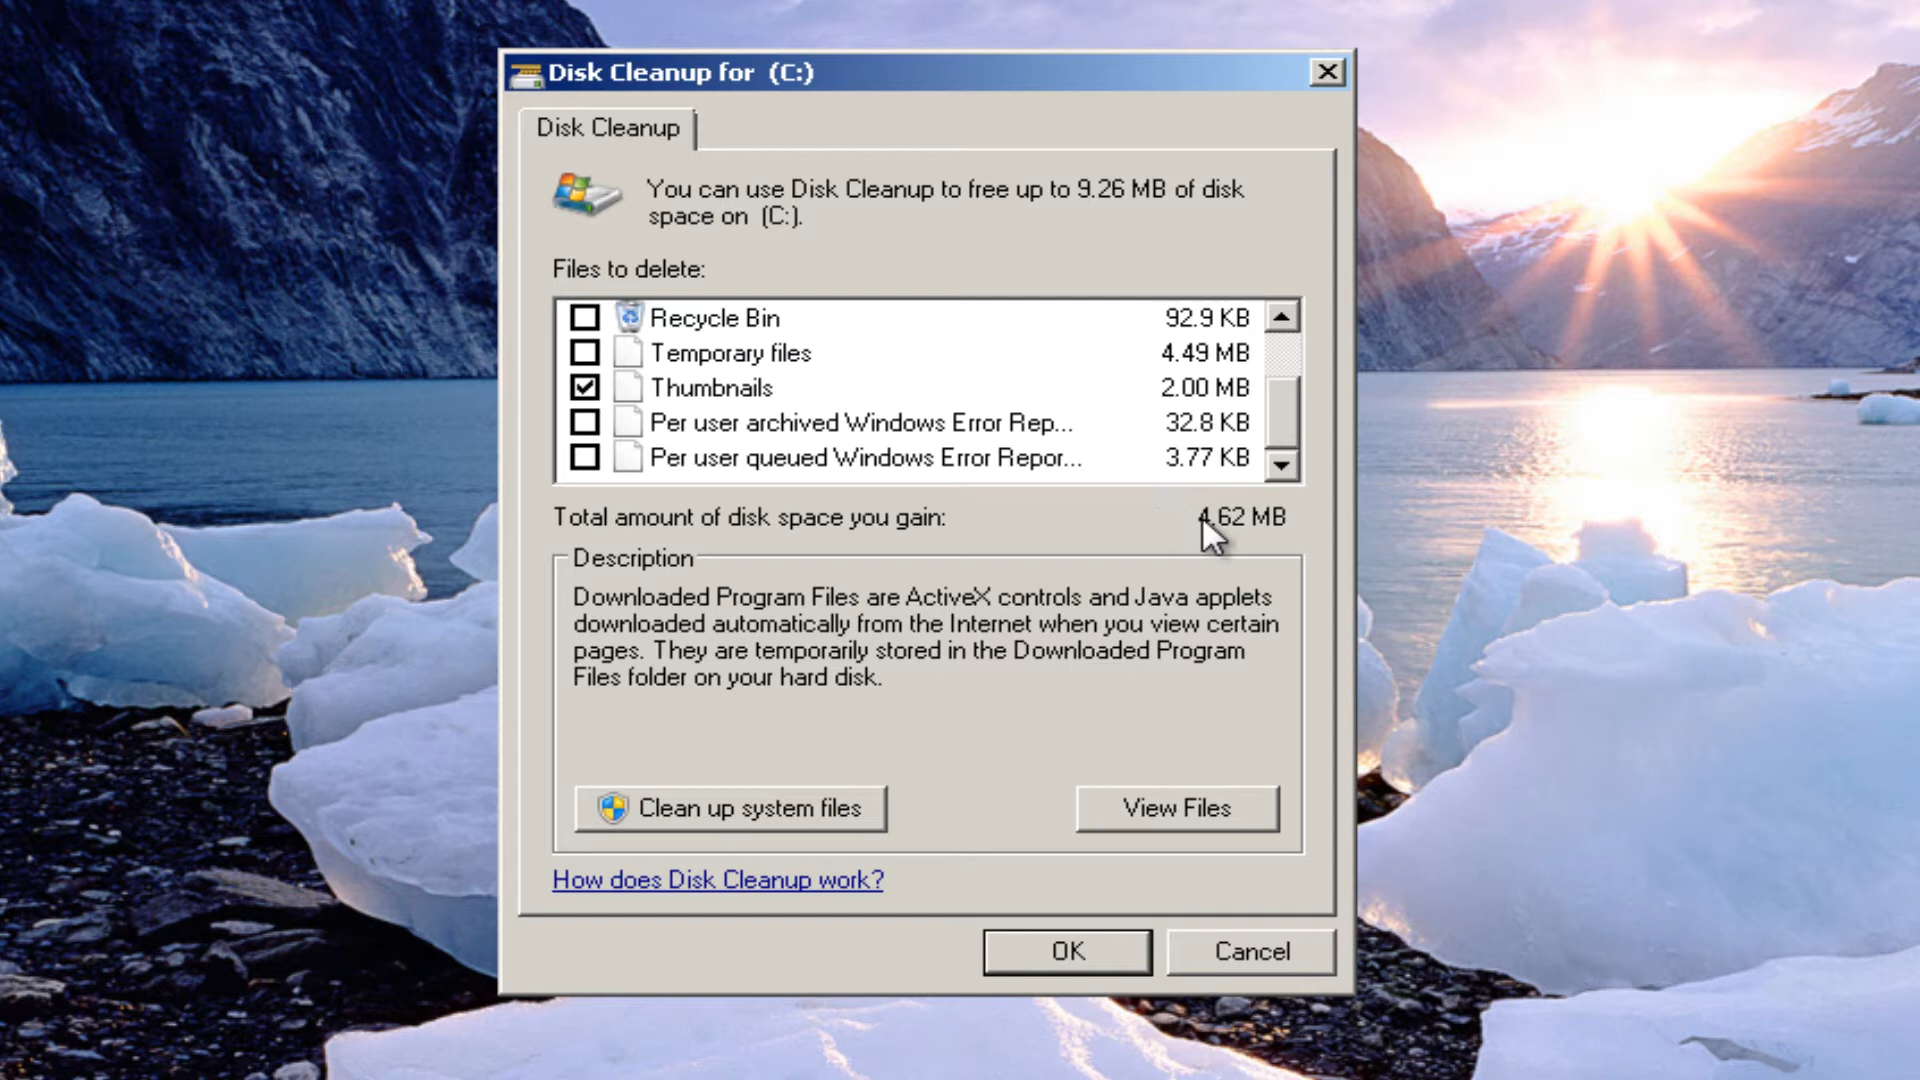 Disk Cleanup for (C:)
Disk Cleanup
You can use Disk Cleanup to free up to 9.26 MB of disk
space on (C:).
Files to delete:
Recycle Bin 92.9 KB
Temporary files 4.49 MB
Thumbnails 2.00 MB
Per user archived Windows Error Rep... 32.8 KB
Per user queued Windows Error Repor... 3.77 KB
Total amount of disk space you gain: 4.62 MB
Description
Downloaded Program Files are ActiveX controls and Java applets
downloaded automatically from the Internet when you view certain
pages. They are temporarily stored in the Downloaded Program
Files folder on your hard disk.
Clean up system files
View Files
How does Disk Cleanup work?
OK
Cancel